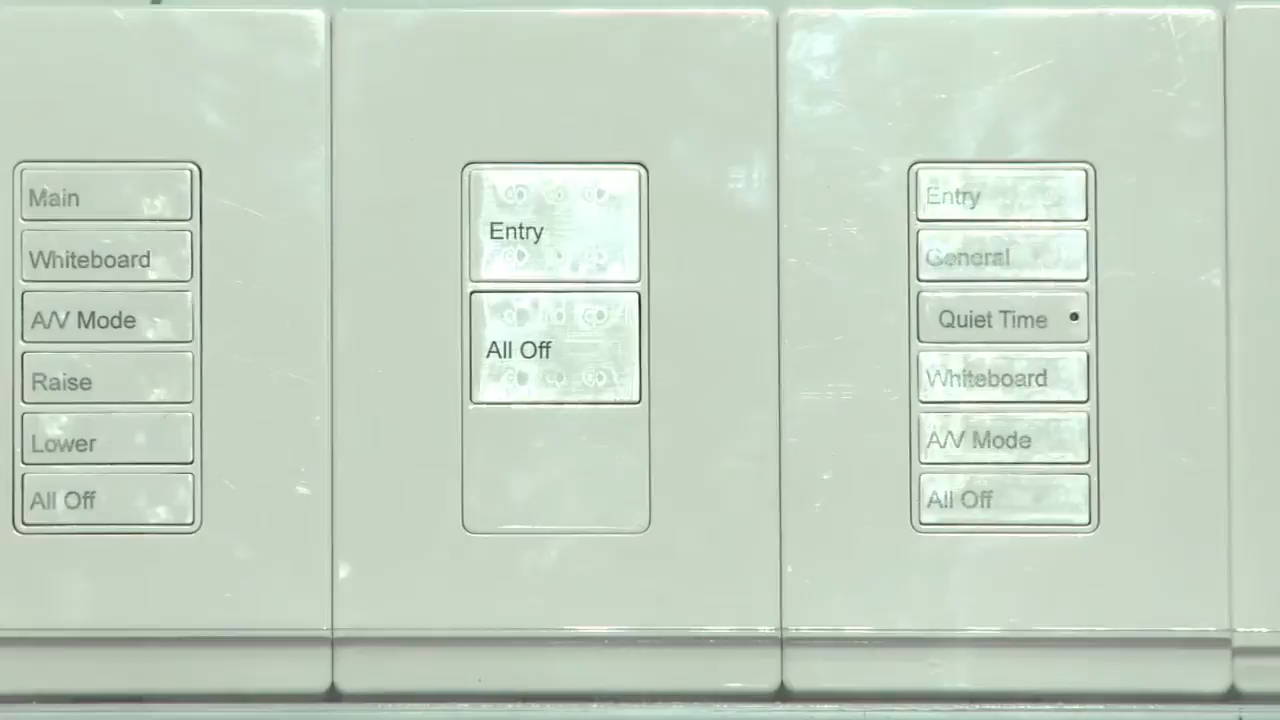 Main
Whiteboard
A/V Mode
Raise
Lower
All Off
Entry
All Off
Entry
General
Quiet Time
Whiteboard
A/V Mode
All Off